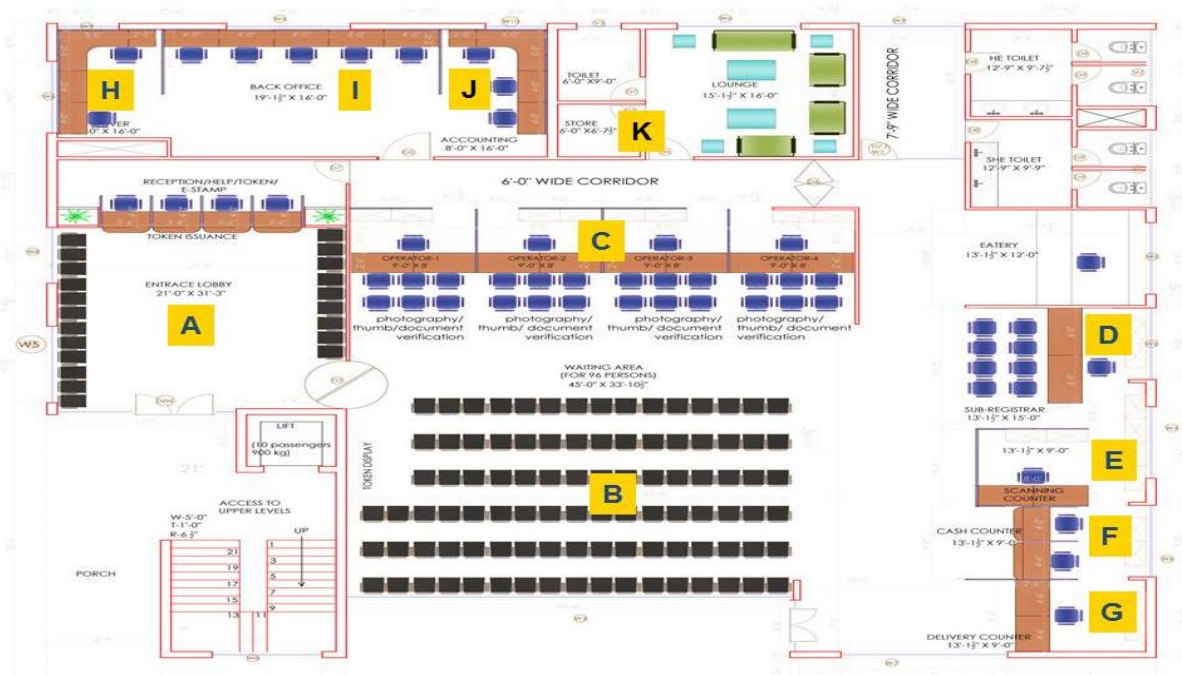 H
BACK OFFICE
19'-1½" X 16'-0"
I
J
ACCOUNTING
8'-0" X 16'-0"
TOILET
6'-0"X9'-0"
STORE
6'-0" X6'-7½"
K
LOUNGE
15'-1½" X 16'-0"
7'-9" WIDE CORRIDOR
HE TOILET
12'-9" X 9'-7½"
SHE TOILET
12'-9" X 9'-9"
RECEPTION/HELP/TOKEN/
E-STAMP
TOKEN ISSUANCE
6'-0" WIDE CORRIDOR
C
OPERATOR-1
9'-0"X 8'
OPERATOR-2
9'-0"X 8'
OPERATOR-3
9'-0"X 8'
OPERATOR-4
9'-0"X 8'
photography/
thumb/document
verification
photography/
thumb/ document
verification
photography/
thumb/ document
verification
photography/
thumb/ document
verification
EATERY
13'-1½" X 12'-0"
ENTRACE LOBBY
21'-0" X 31'-3"
A
W5
D
SUB-REGISTRAR
13'-1½" X 15'-0"
WAITING AREA
(FOR 96 PERSONS)
45'-0" X 33'-10½"
TOKEN DISPLAY
B
LIFT
(10 passengers
900 kg)
21'
13'-1½" X 9'-0"
E
SCANNING
COUNTER
CASH COUNTER
13'-1½" X 9'-0
F
G
DELIVERY COUNTER
13'-1½" X 9'-0"
ACCESS TO
UPPER LEVELS
W-5'-0"
T-1'-0"
R-6 ½"
UP
PORCH
21
19
17
15
13
11
1
3
5
7
9